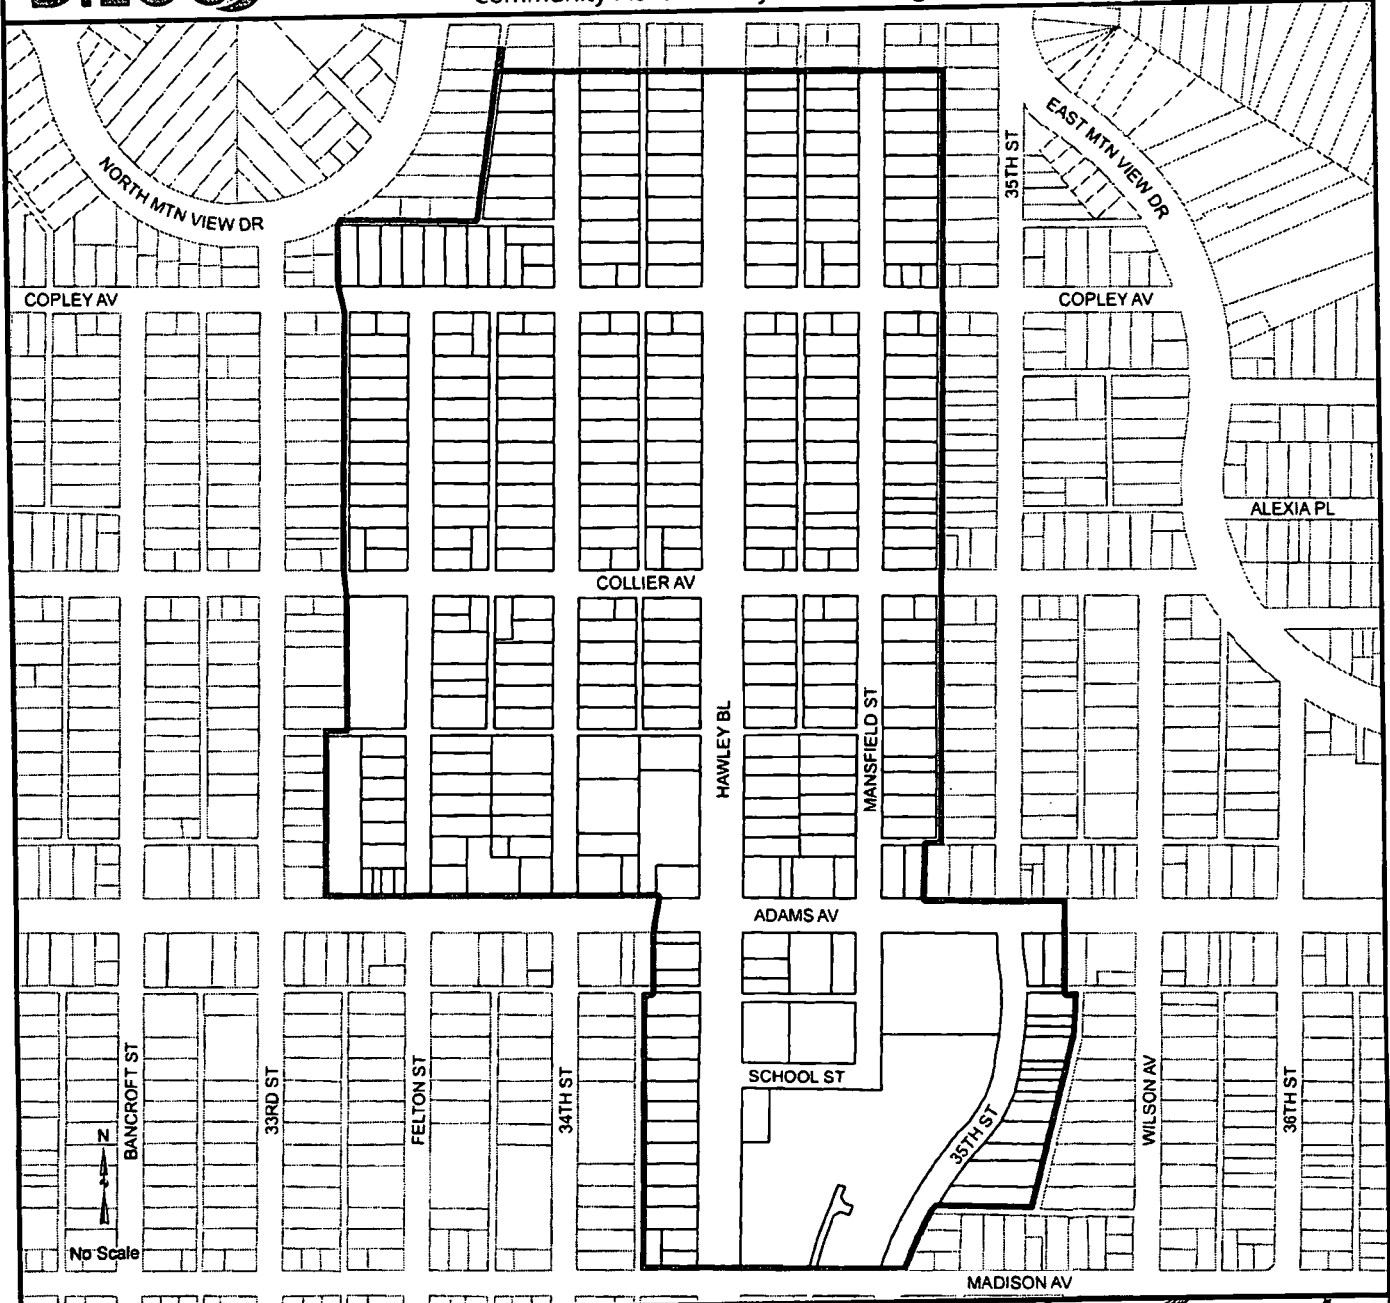 35TH ST
EAST MTN VIEW DR
NORTH MTN VIEW DR
COPLEY AV
COPLEY AV
ALEXIA PL
COLLIER AV
HAWLEY BL
MANSFIELD ST
ADAMS AV
SCHOOL ST
BANCROFT ST
33RD ST
FELTON ST
34TH ST
35TH ST
WILSON AV
36TH ST
N
No Scale
MADISON AV